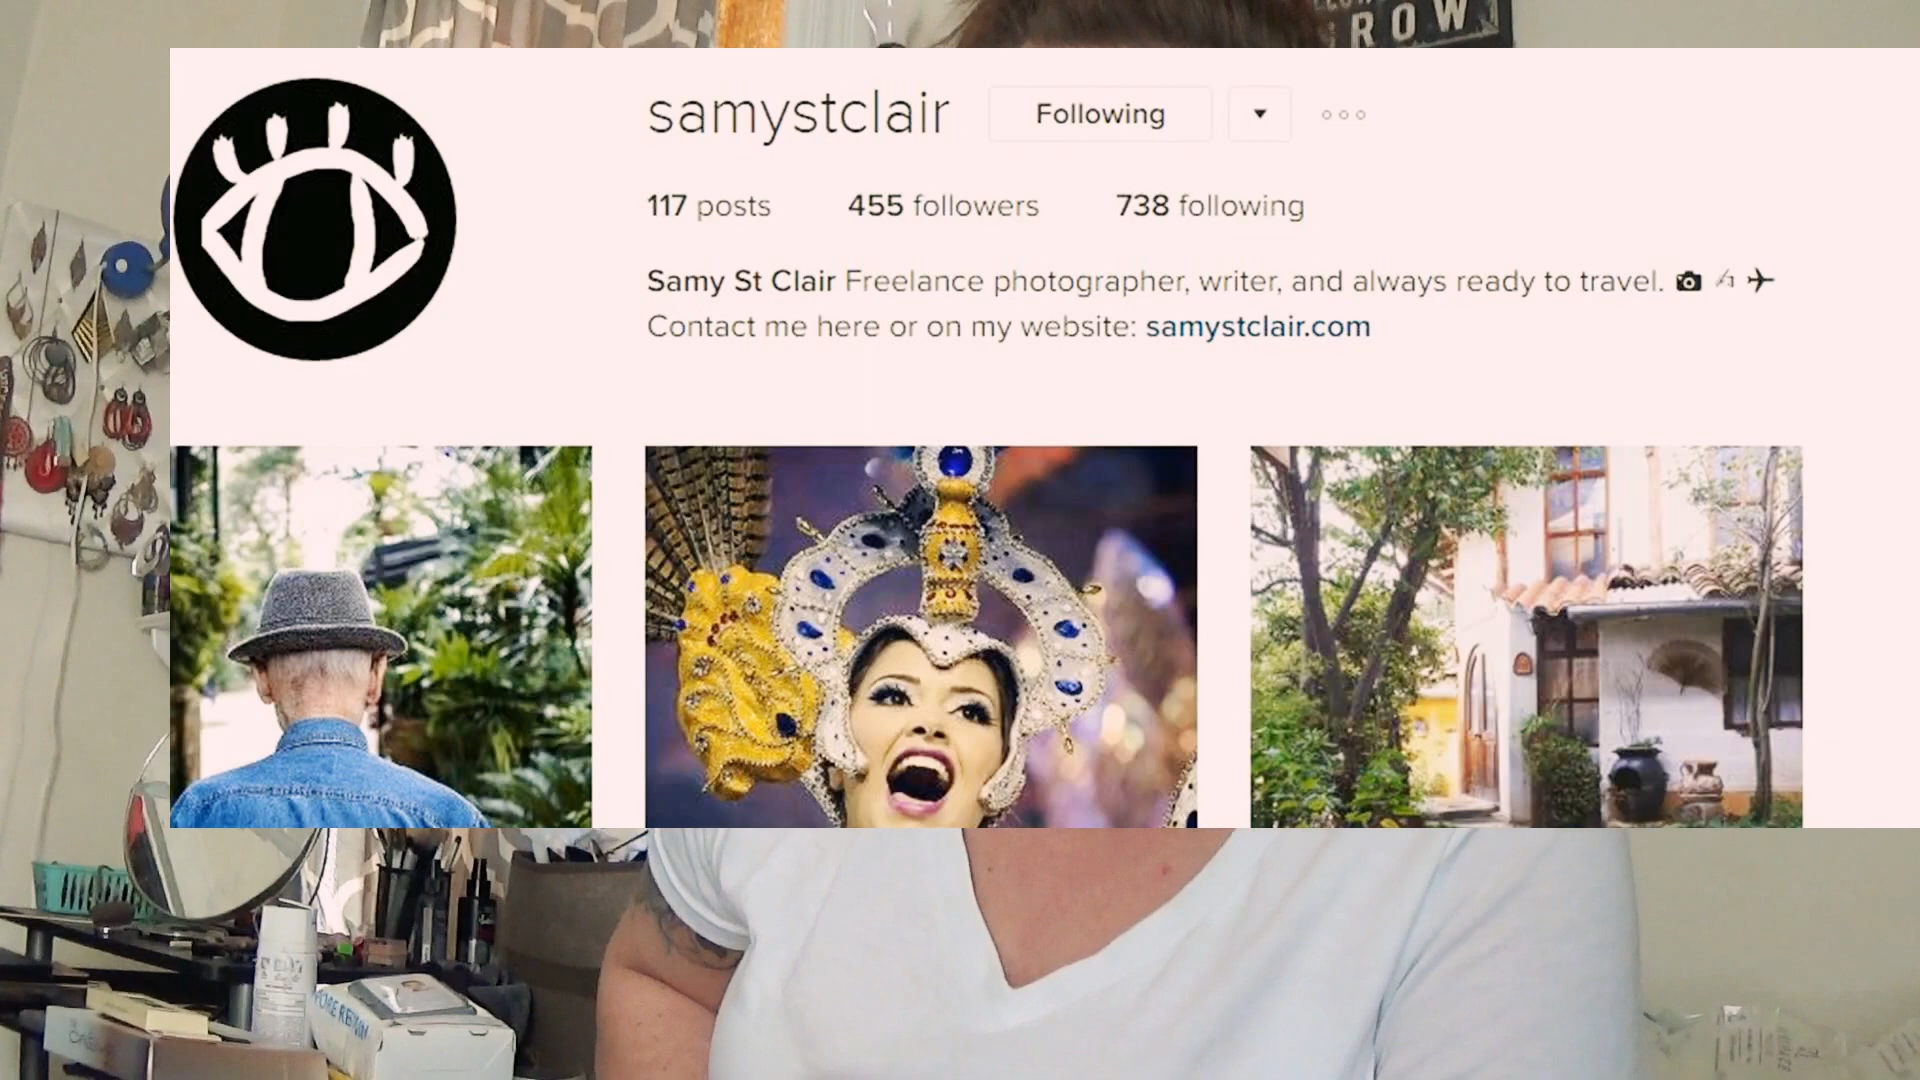 ROW
samystclair Following
117 posts 455 followers 738 following
Samy St Clair Freelance photographer, writer, and always ready to travel.
Contact me here or on my website: samystclair.com